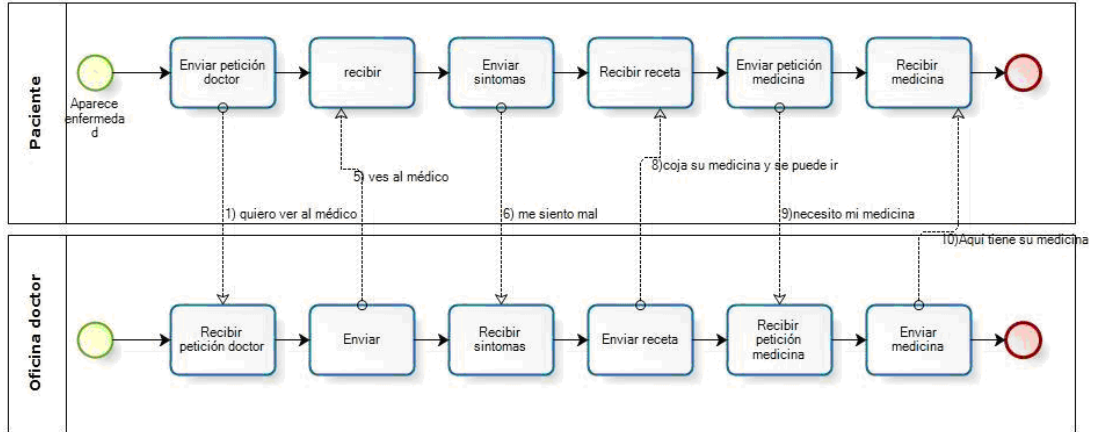 Paciente
Aparece
enfermeda
d
Enviar petición
doctor
recibir
Enviar
sintomas
Recibir receta
Enviar petición
medicina
Recibir
medicina
5) ves al médico
8)coja su medicina y se puede ir
1) quiero ver al médico
6) me siento mal
9)necesito mi medicina
10)Aquí tiene su medicina
Oficina doctor
Recibir
petición doctor
Enviar
Recibir
sintomas
Enviar receta
Recibir
petición
medicina
Enviar
medicina